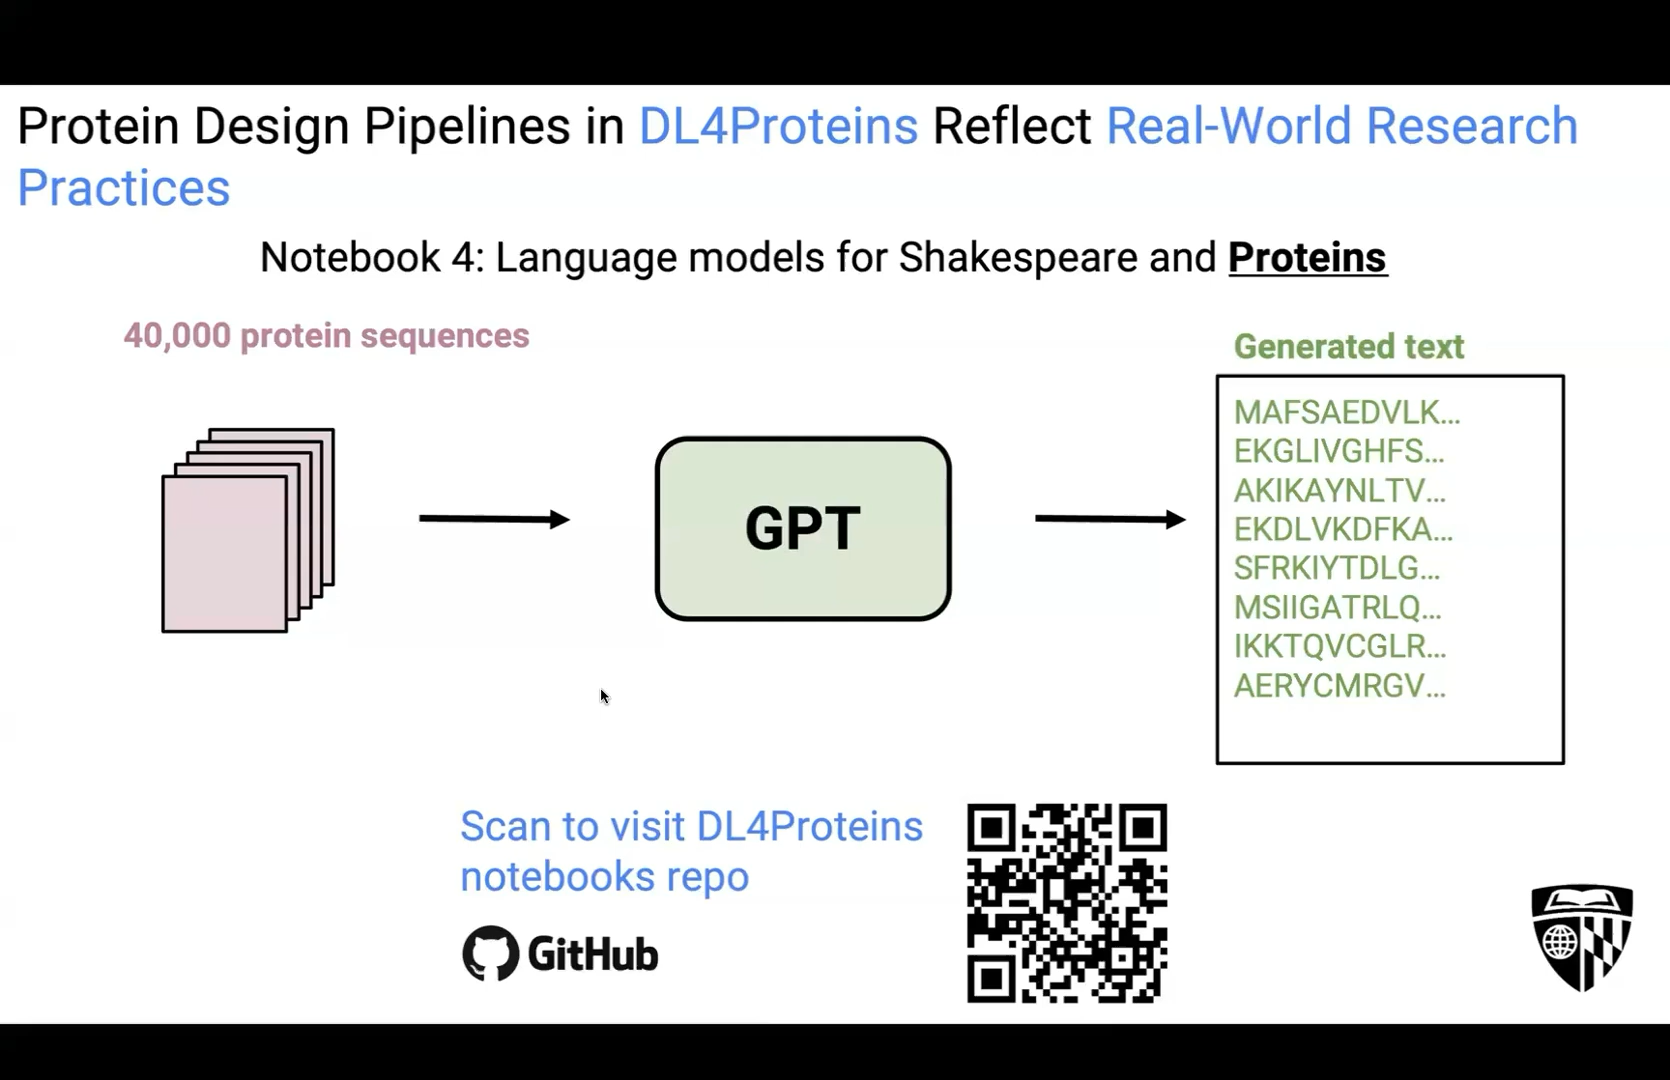 Protein Design Pipelines in DL4Proteins Reflect Real-World Research
Practices
Notebook 4: Language models for Shakespeare and Proteins
40,000 protein sequences
GPT
Generated text
MAFSAEDVLK...
EKGLIVGHFS...
AKIKAYNLTV...
EKDLVKDFKA...
SFRKIYTDLG...
MSIIGATRLQ...
IKKTQVCGLR...
AERYCMRGV...
Scan to visit DL4Proteins
notebooks repo
GitHub